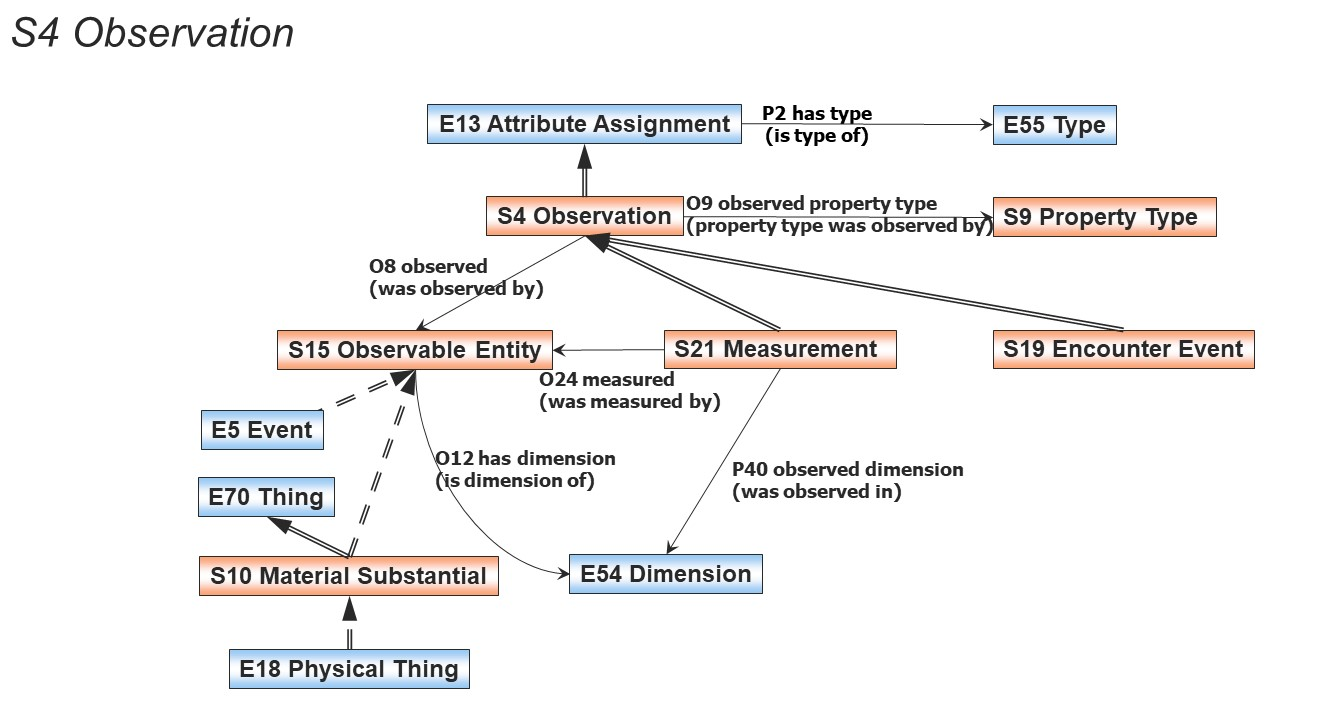 S4 Observation
E13 Attribute Assignment
P2 has type
(is type of)
E55 Type
S4 Observation
O9 observed property type
(property type was observed by)
S9 Property Type
O8 observed
(was observed by)
S15 Observable Entity
S21 Measurement
S19 Encounter Event
O24 measured
(was measured by)
E5 Event
O12 has dimension
(is dimension of)
P40 observed dimension
(was observed in)
E70 Thing
S10 Material Substantial
E54 Dimension
E18 Physical Thing